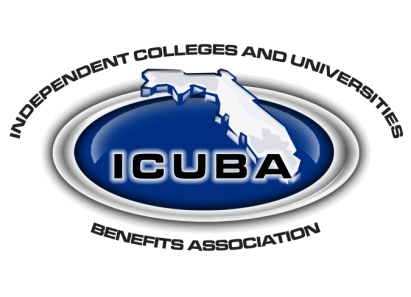 INDEPENDENT COLLEGES AND UNIVERSITIES
ICUBA
BENEFITS ASSOCIATION